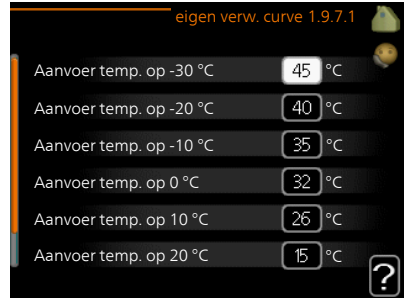 eigen verw. curve 1.9.7.1
Aanvoer temp. op -30 °C 45 °C
Aanvoer temp. op -20 °C 40 °C
Aanvoer temp. op -10 °C 35 °C
Aanvoer temp. op 0 °C 32 °C
Aanvoer temp. op 10 °C 26 °C
Aanvoer temp. op 20 °C 15 °C
?